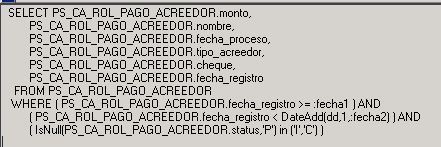 SELECT PS_CA_ROL_PAGO_ACREEDOR.monto,
PS_CA_ROL_PAGO_ACREEDOR.nombre,
PS_CA_ROL_PAGO_ACREEDOR.fecha_proceso,
PS_CA_ROL_PAGO_ACREEDOR.tipo_acreedor,
PS_CA_ROL_PAGO_ACREEDOR.cheque,
PS_CA_ROL_PAGO_ACREEDOR.fecha_registro
FROM PS_CA_ROL_PAGO_ACREEDOR
WHERE ( PS_CA_ROL_PAGO_ACREEDOR.fecha_registro >= :fecha1 ) AND
( PS_CA_ROL_PAGO_ACREEDOR.fecha_registro < DateAdd(dd,1,:fecha2) ) AND
( IsNull(PS_CA_ROL_PAGO_ACREEDOR.status,'P') in ('I','C') )